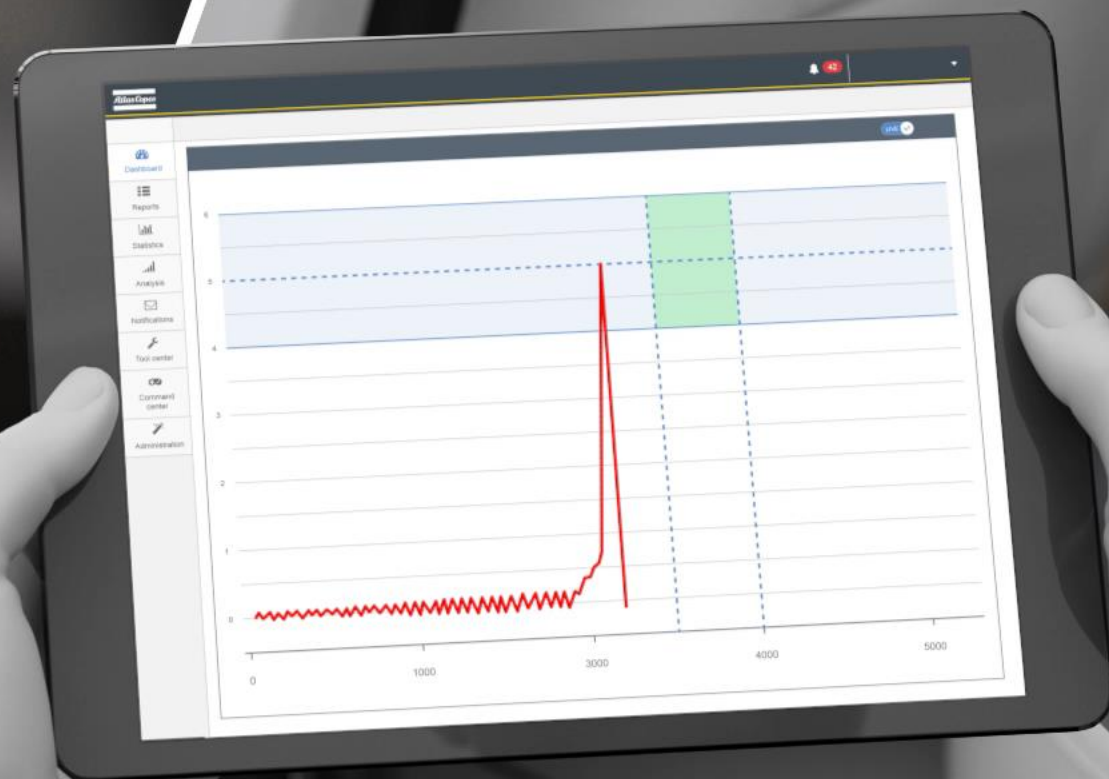 Atlas Copco
42
Dashboard
Reports
Statistics
Analysis
Notifications
Tool center
Command
center
Administration
6
5
4
3
2
1
0
0
1000
3000
4000
5000